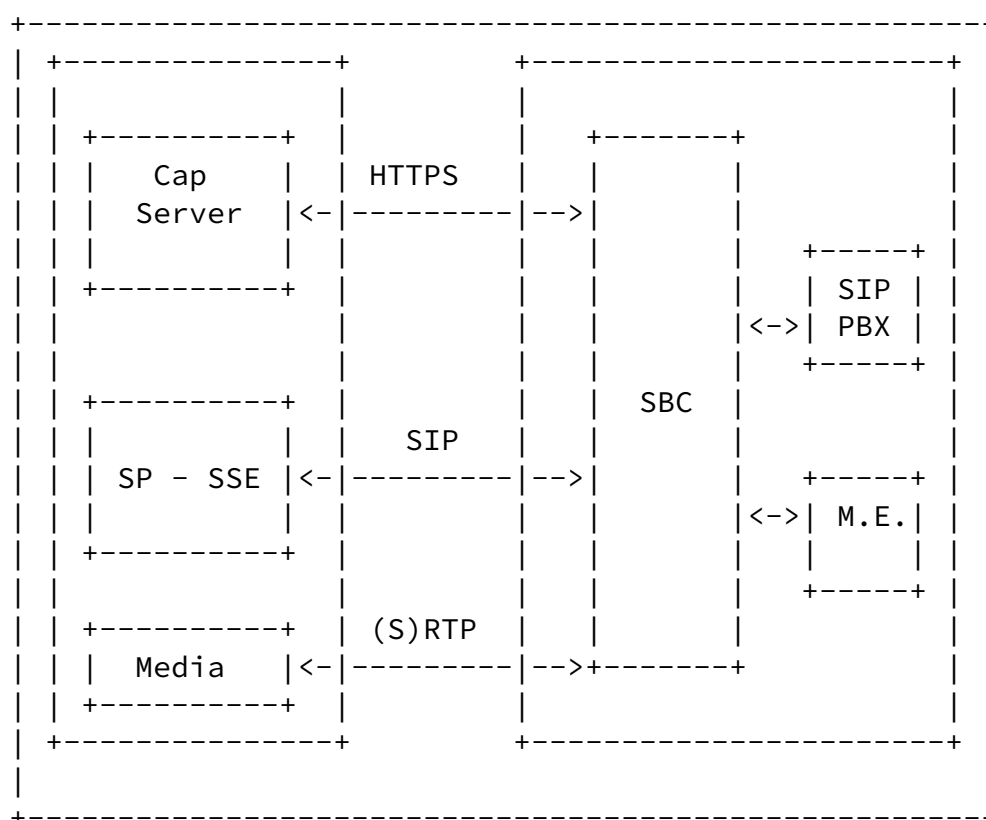 Cap
HTTPS
Server
SIP
PBX
SBC
SIP
SP - SSE
M.E.
(S)RTP
Media